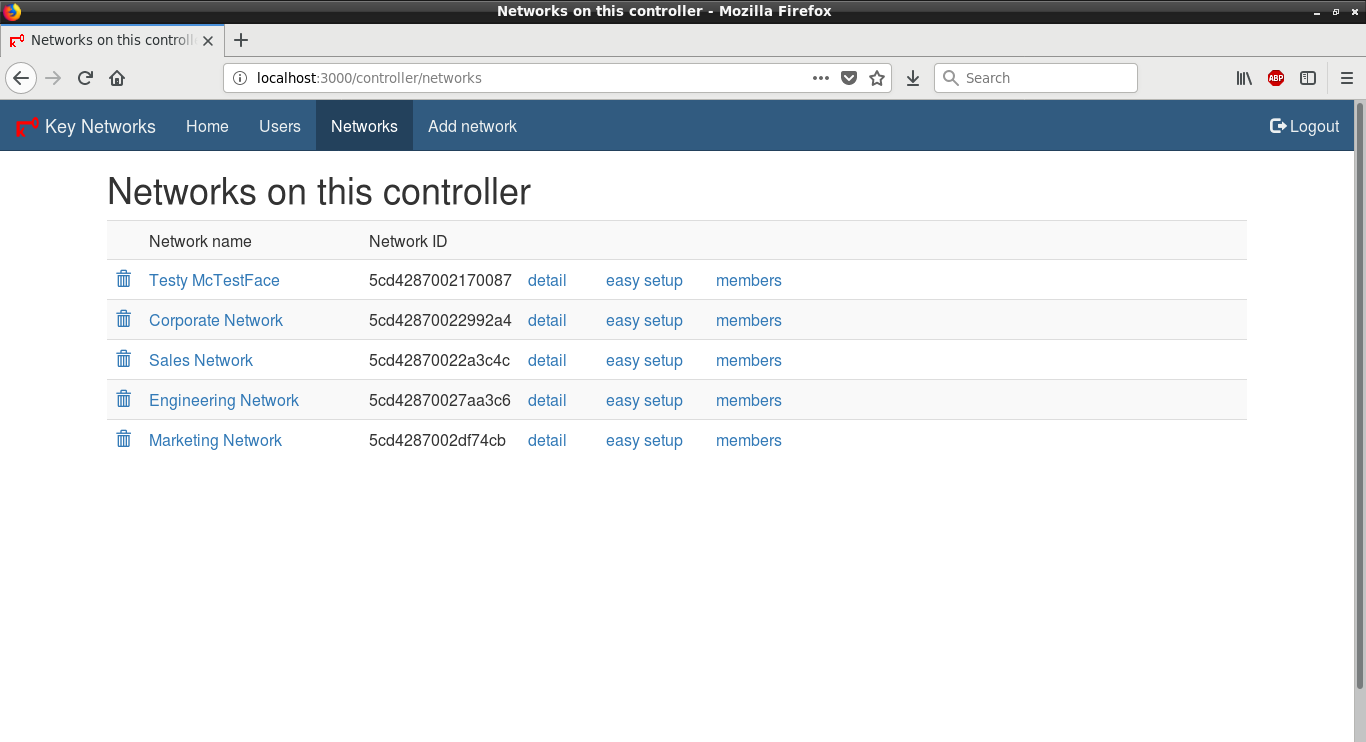 Networks on this controller - Mozilla Firefox
Networks on this controll
localhost:3000/controller/networks
Search
ABP
Key Networks Home Users Networks Add network Logout
Networks on this controller
Network name Network ID
Testy McTestFace 5cd4287002170087 detail easy setup members
Corporate Network 5cd42870022992a4 detail easy setup members
Sales Network 5cd42870022a3c4c detail easy setup members
Engineering Network 5cd42870027aa3c6 detail easy setup members
Marketing Network 5cd4287002df74cb detail easy setup members